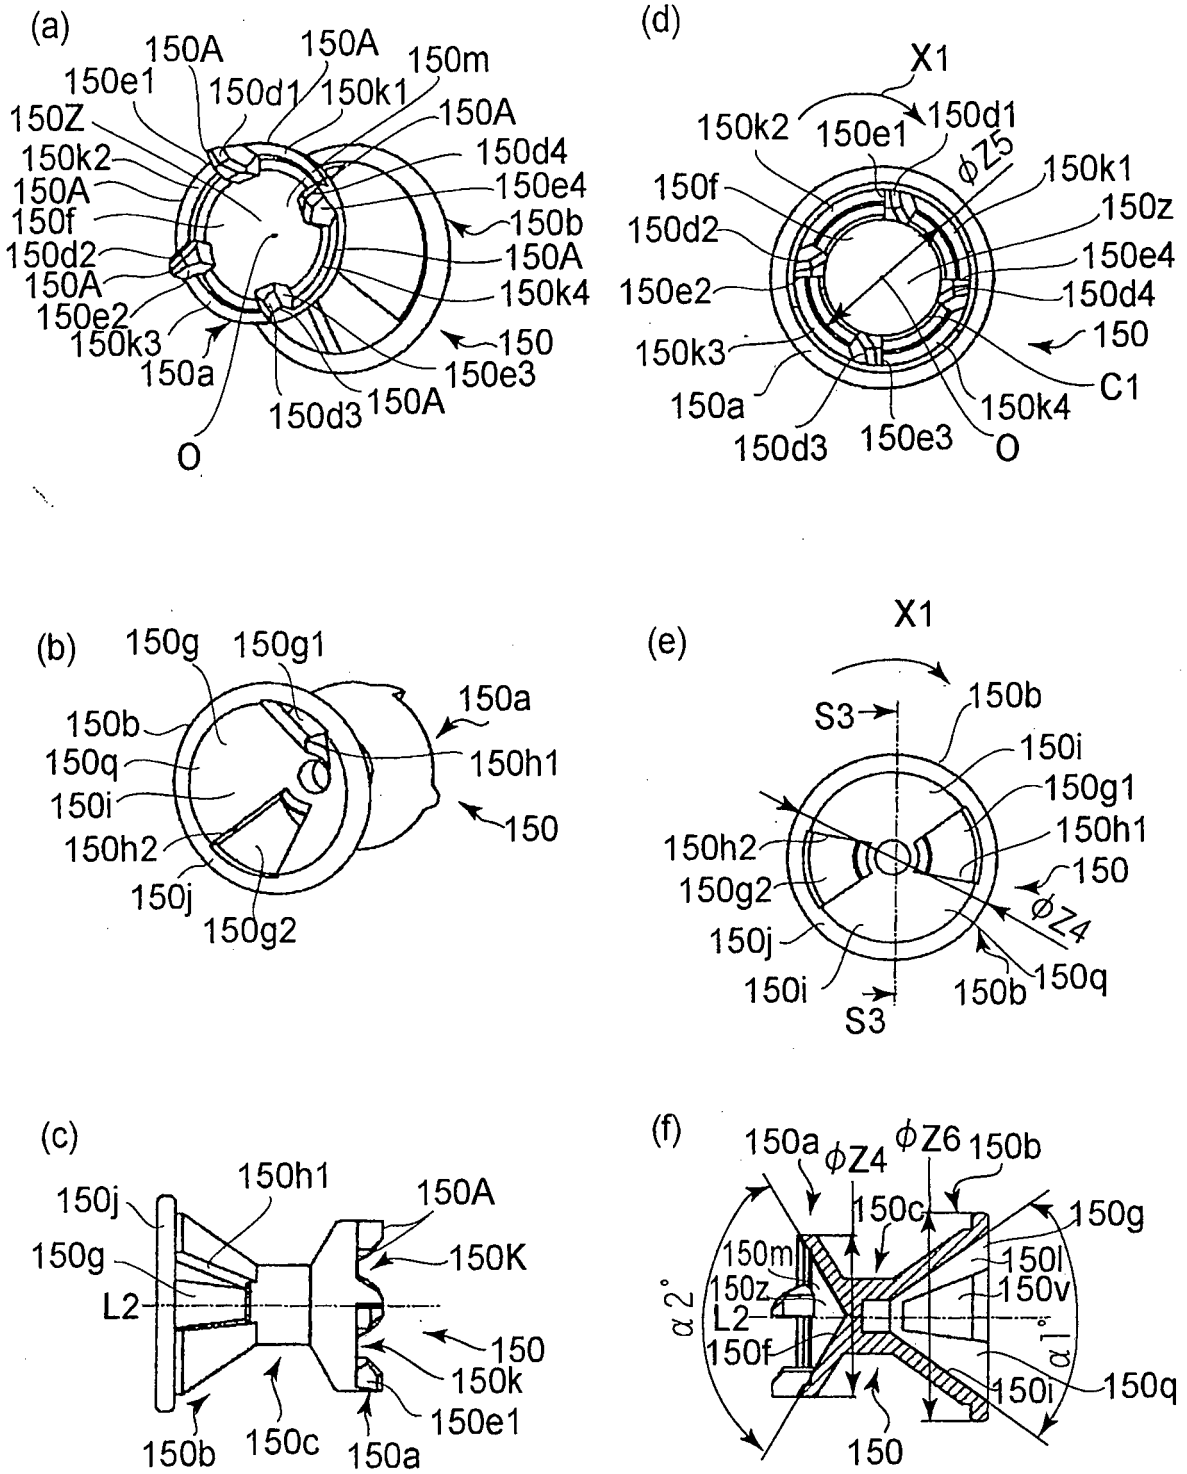 (a)
150A
150A
150m
150e1
150d1
150k1
150A
150Z
150k2
150d4
150A
150e4
150f
150b
150d2
150A
150A
150e2
150k4
150k3
150
150a
150e3
150d3
150A
O
(d)
X1
150k2
150e1
150d1
φZ5
150f
150k1
150d2
150z
150e2
150e4
150d4
150k3
150
150a
C1
150d3
150e3
150k4
O
(b)
150g
150g1
150b
150a
150q
150h1
150i
150
150h2
150j
150g2
(e)
X1
S3
150b
150i
150g1
150h2
150h1
150g2
150
φZ4
150j
150i
150b
150q
S3
(c)
150h1
150A
150j
150K
150g
L2
150
150k
150e1
150b
150c
150a
(f)
150a
φZ4
φZ6
150b
150c
150g
150m
150l
150z
150v
α2°
L2
α1°
150f
150i
150q
150